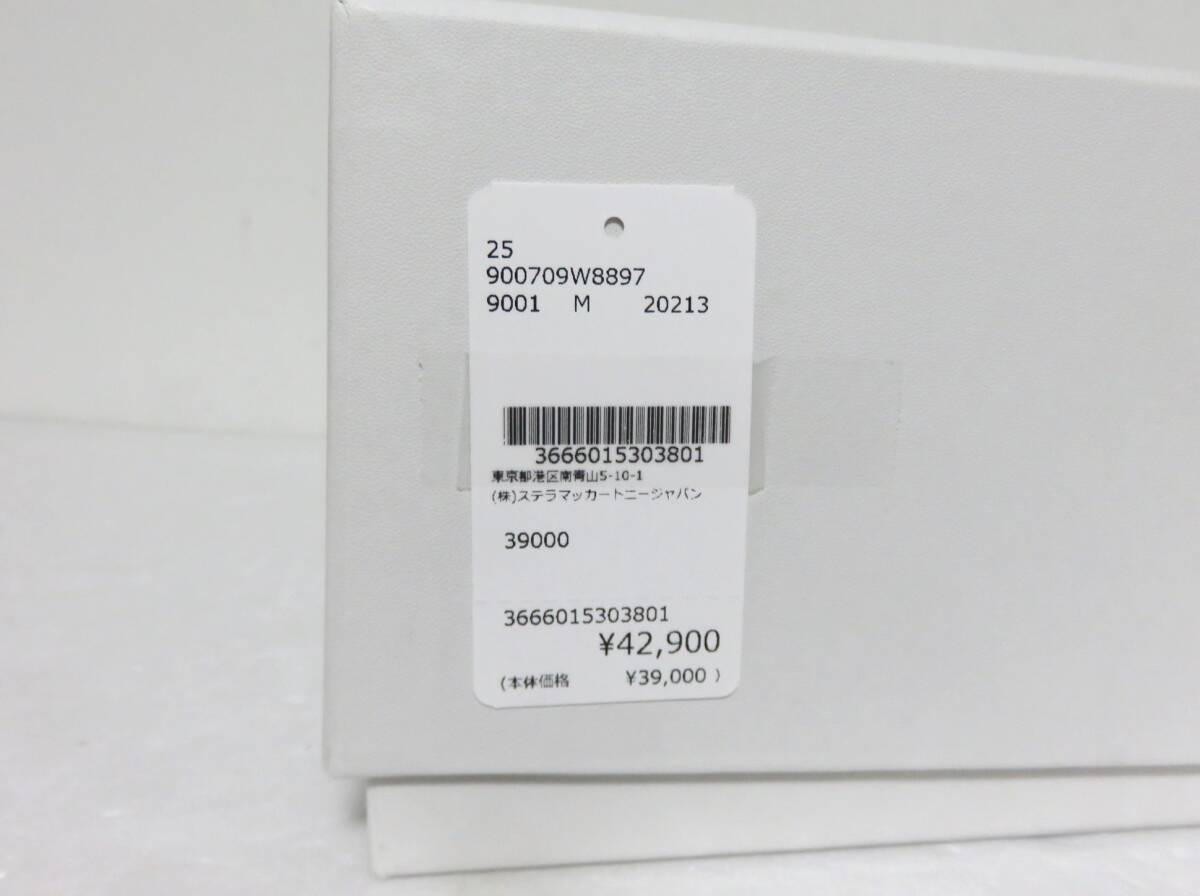 25
900709W8897
9001 M 20213
3666015303801
東京都港区南青山5-10-1
(株)ステラマッカートニージャパン
39000
3666015303801
¥42,900
(本体価格 ¥39,000 )